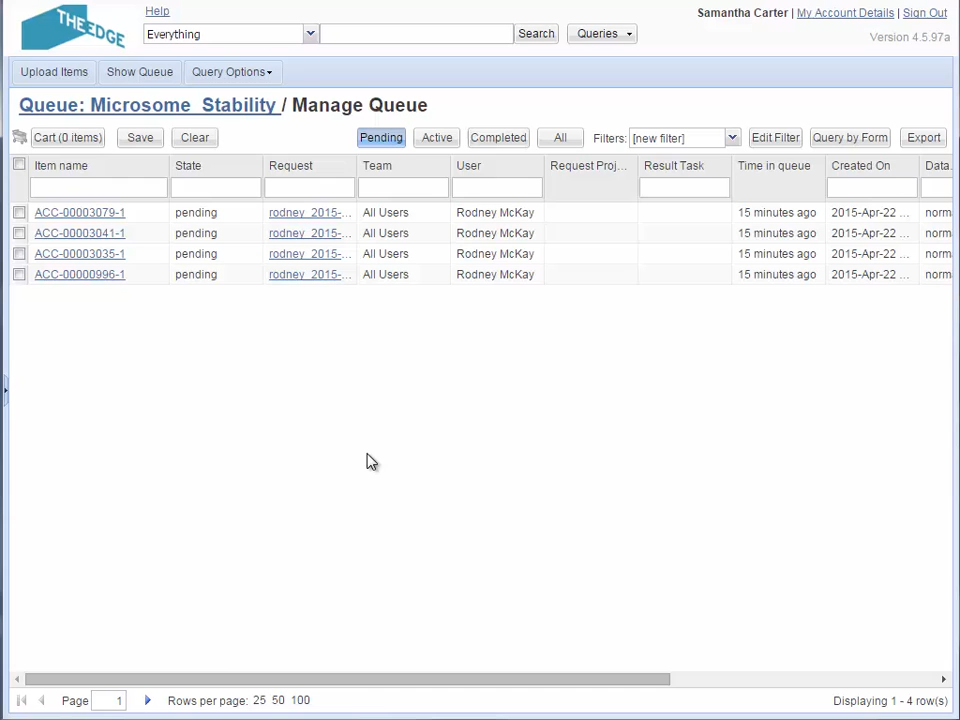 THE EDGE
Help
Samantha Carter | My Account Details | Sign Out
Everything
Search
Queries
Version 4.5.97a
Upload Items
Show Queue
Query Options
Queue: Microsome_Stability / Manage Queue
Cart (0 items)
Save
Clear
Pending
Active
Completed
All
Filters:
[new filter]
Edit Filter
Query by Form
Export
Item name State Request Team User Request Proj... Result Task Time in queue Created On Data.
ACC-00003079-1 pending rodney_2015-... All Users Rodney McKay 15 minutes ago 2015-Apr-22 ... norm
ACC-00003041-1 pending rodney_2015-... All Users Rodney McKay 15 minutes ago 2015-Apr-22 ... norm
ACC-00003035-1 pending rodney_2015-... All Users Rodney McKay 15 minutes ago 2015-Apr-22 ... norm
ACC-00000996-1 pending rodney_2015-... All Users Rodney McKay 15 minutes ago 2015-Apr-22 ... norm
Page 1 Rows per page: 25 50 100 Displaying 1 - 4 row(s)